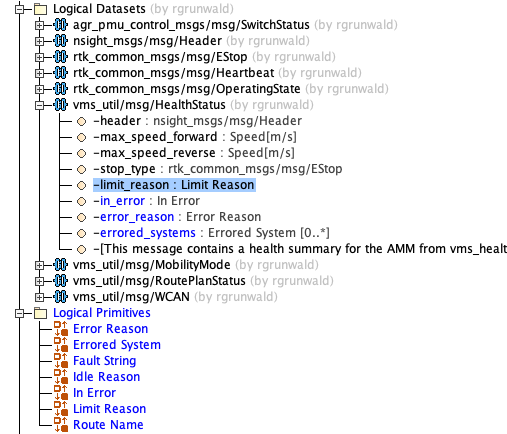 Logical Datasets (by rgrunwald)
agr_pmu_control_msgs/msg/SwitchStatus (by rgrunwald)
nsight_msgs/msg/Header (by rgrunwald)
rtk_common_msgs/msg/EStop (by rgrunwald)
rtk_common_msgs/msg/Heartbeat (by rgrunwald)
rtk_common_msgs/msg/OperatingState (by rgrunwald)
vms_util/msg/HealthStatus (by rgrunwald)
-header : nsight_msgs/msg/Header
-max_speed_forward : Speed[m/s]
-max_speed_reverse : Speed[m/s]
-stop_type : rtk_common_msgs/msg/EStop
-limit_reason : Limit Reason
-in_error : In Error
-error_reason : Error Reason
-errored_systems : Errored System [0..*]
-[This message contains a health summary for the AMM from vms_healt
vms_util/msg/MobilityMode (by rgrunwald)
vms_util/msg/RoutePlanStatus (by rgrunwald)
vms_util/msg/WCAN (by rgrunwald)
Logical Primitives
Error Reason
Errored System
Fault String
Idle Reason
In Error
Limit Reason
Route Name